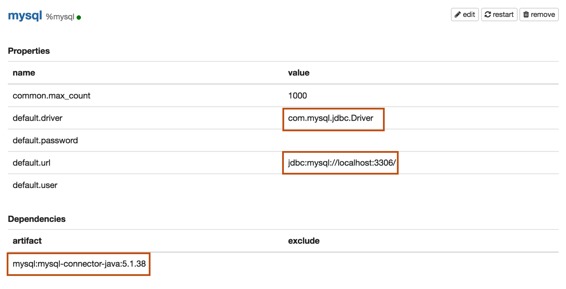 mysql %mysql
edit restart remove
Properties
name value
common.max_count 1000
default.driver com.mysql.jdbc.Driver
default.password
default.url jdbc:mysql://localhost:3306/
default.user
Dependencies
artifact exclude
mysql:mysql-connector-java:5.1.38